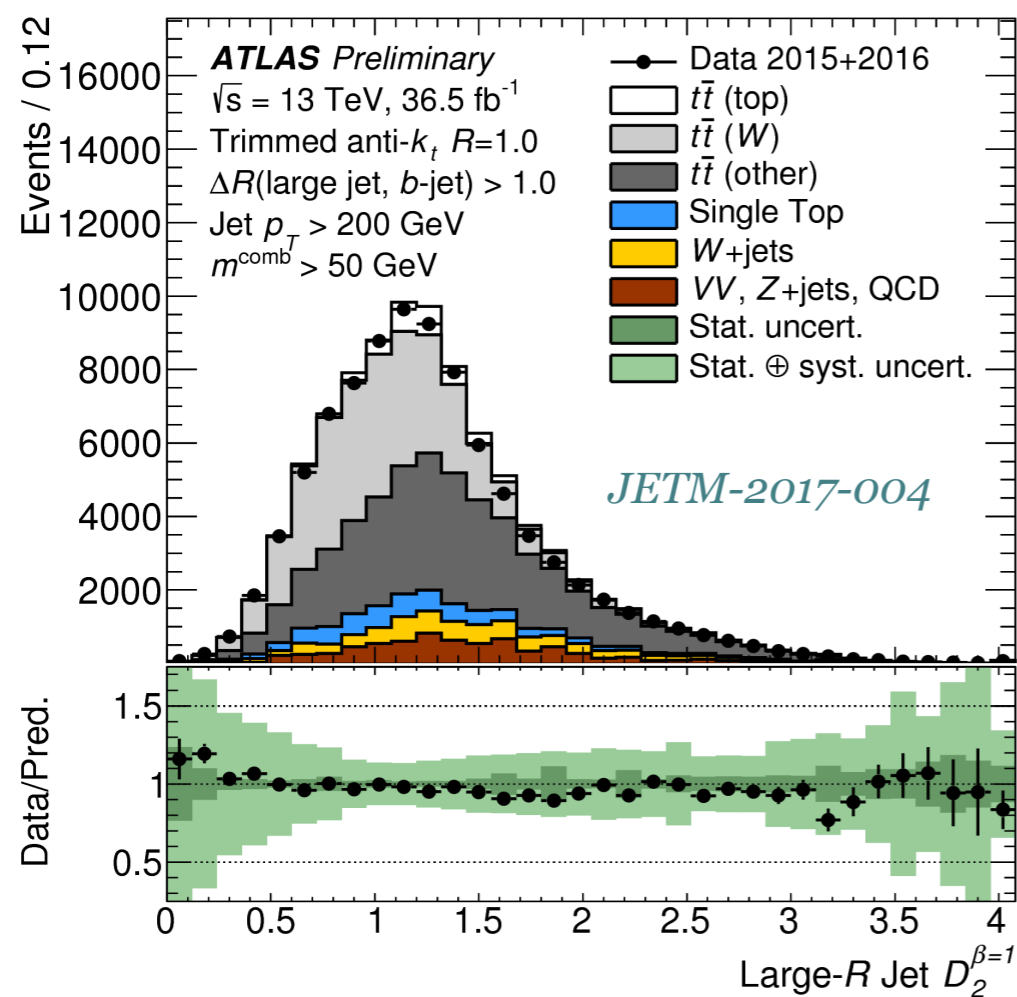 Events / 0.12
16000
14000
12000
10000
8000
6000
4000
2000
ATLAS Preliminary
√s = 13 TeV, 36.5 fb⁻¹
Trimmed anti-kₜ R=1.0
ΔR(large jet, b-jet) > 1.0
Jet p_T > 200 GeV
m^comb > 50 GeV
Data 2015+2016
tt̄ (top)
tt̄ (W)
tt̄ (other)
Single Top
W+jets
VV, Z+jets, QCD
Stat. uncert.
Stat. ⊕ syst. uncert.
JETM-2017-004
Data/Pred.
1.5
1
0.5
0 0.5 1 1.5 2 2.5 3 3.5 4
Large-R Jet D₂^β=1